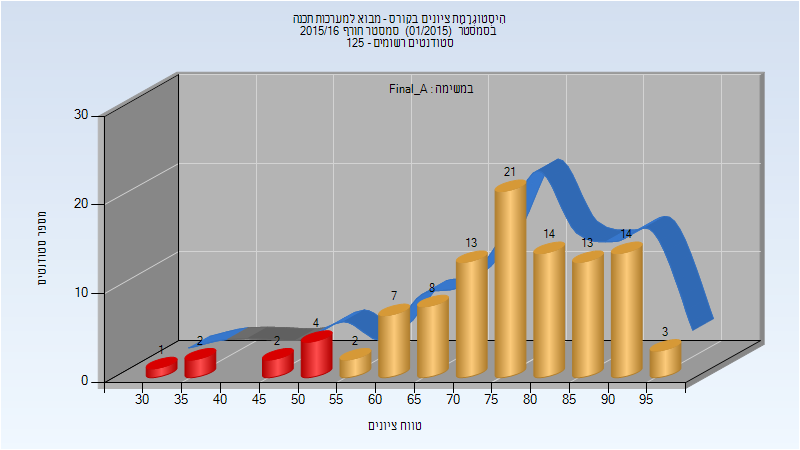 היסטוגרמת ציונים בקורס - מבוא למערכות תכנה
בסמסטר (01/2015) סמסטר חורף 2015/16
סטודנטים רשומים - 125
במשימה : Final_A
30
20
10
0
מספר סטודנטים
1
2
2
4
2
7
8
13
21
14
13
14
3
30 35 40 45 50 55 60 65 70 75 80 85 90 95
טווח ציונים